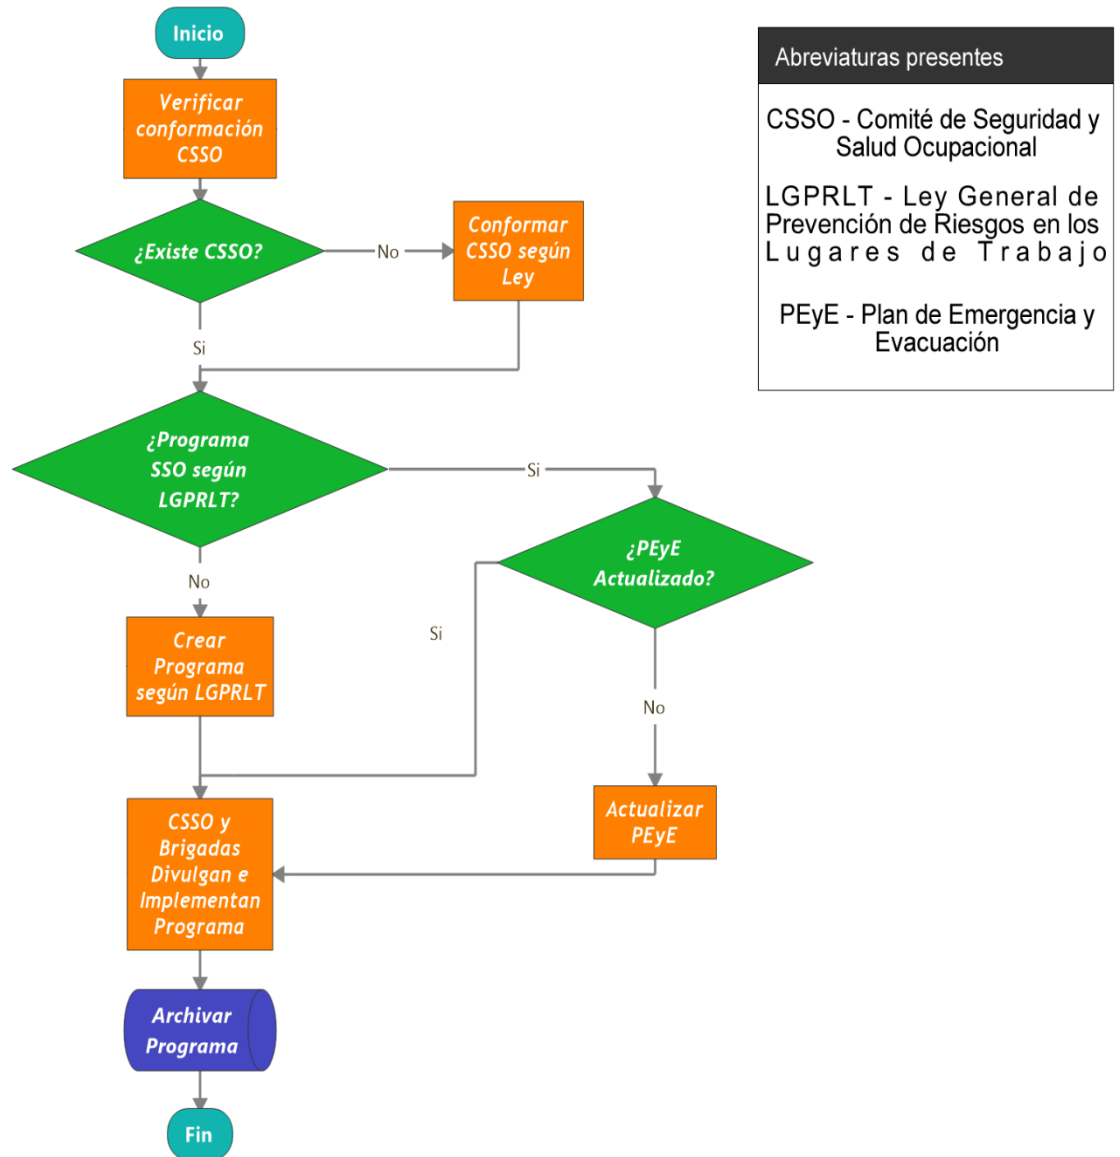 Inicio
Verificar
conformación
CSSO
¿Existe CSSO?
No
Conformar
CSSO según
Ley
Si
¿Programa
SSO según
LGPRLT?
Si
¿PEyE
Actualizado?
No
Si
Crear
Programa
según LGPRLT
No
Actualizar
PEyE
CSSO y
Brigadas
Divulgan e
Implementan
Programa
Archivar
Programa
Fin
Abreviaturas presentes
CSSO - Comité de Seguridad y
Salud Ocupacional
LGPRLT - Ley General de
Prevención de Riesgos en los
Lugares de Trabajo
PEyE - Plan de Emergencia y
Evacuación